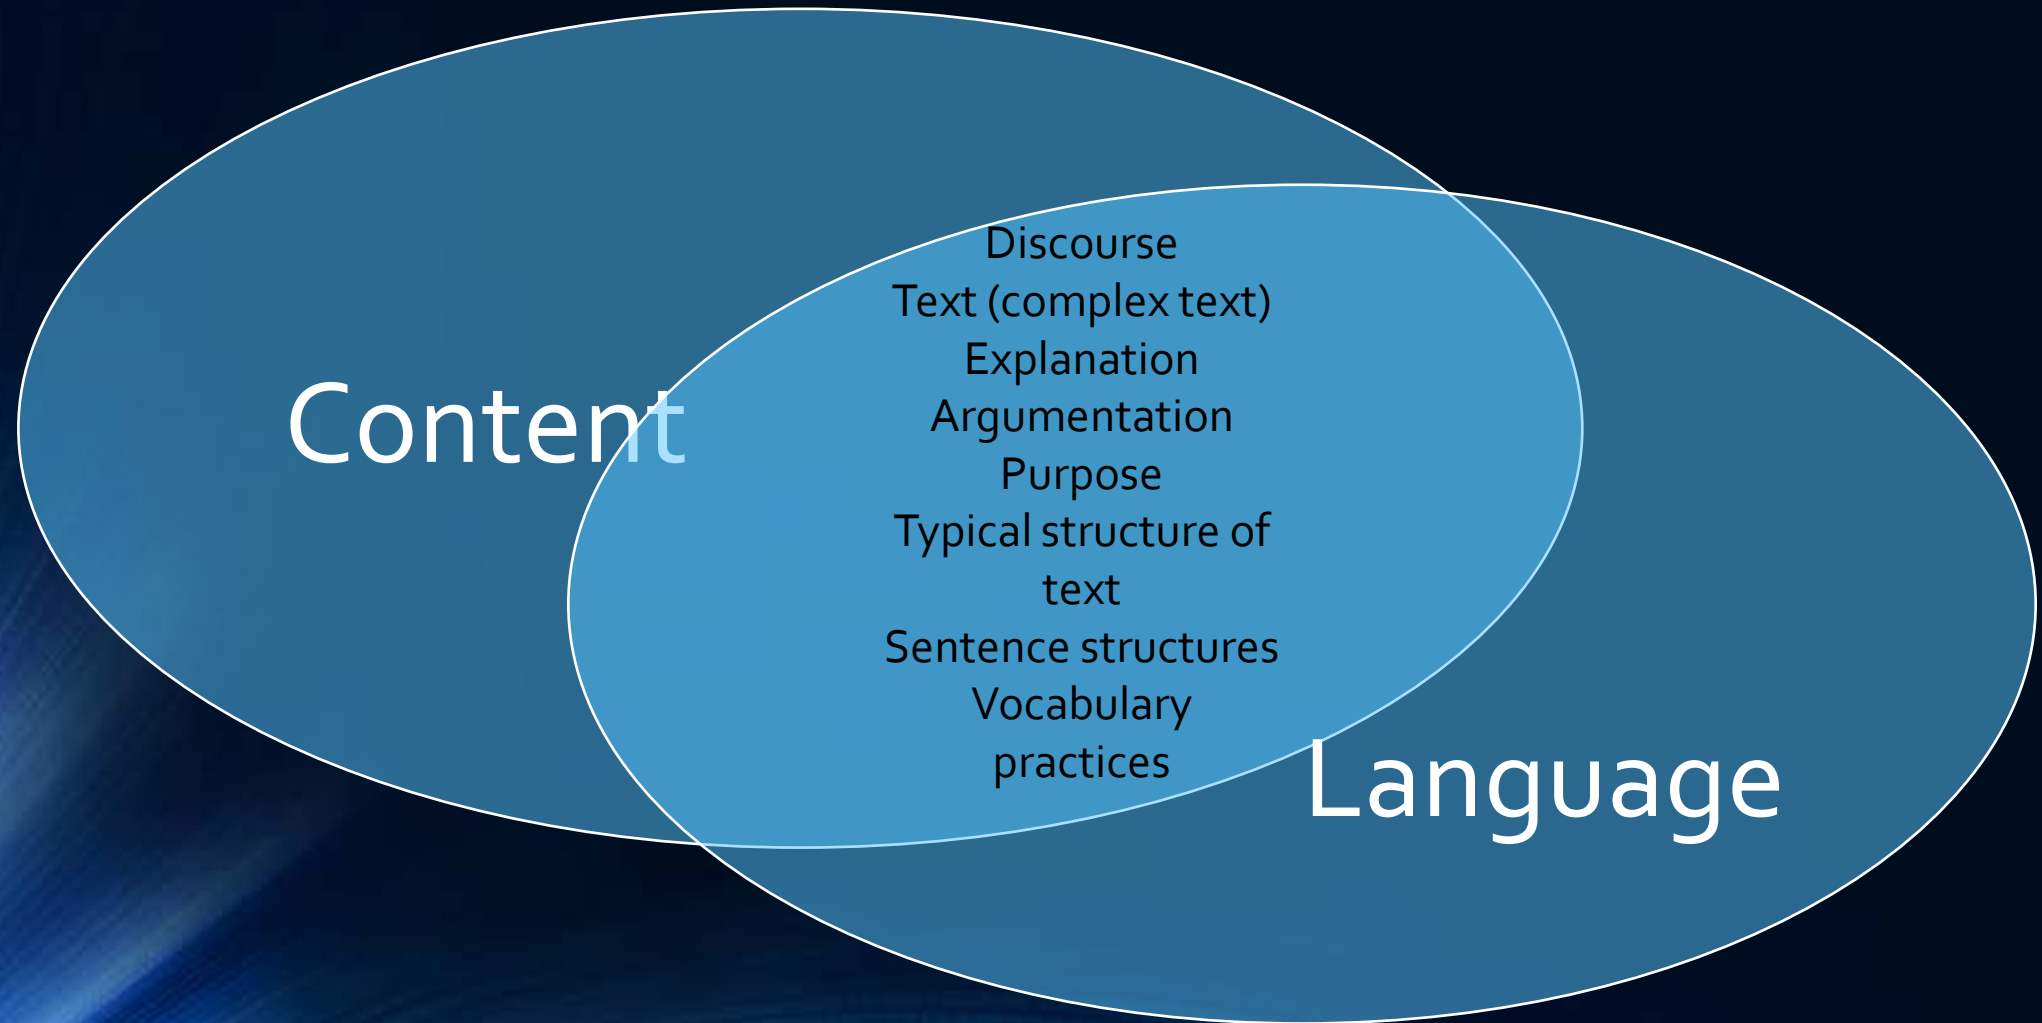 Discourse
Text (complex text)
Explanation
Content
Argumentation
Purpose
Typical structure of
text
Sentence structures
Vocabulary
practices
Language